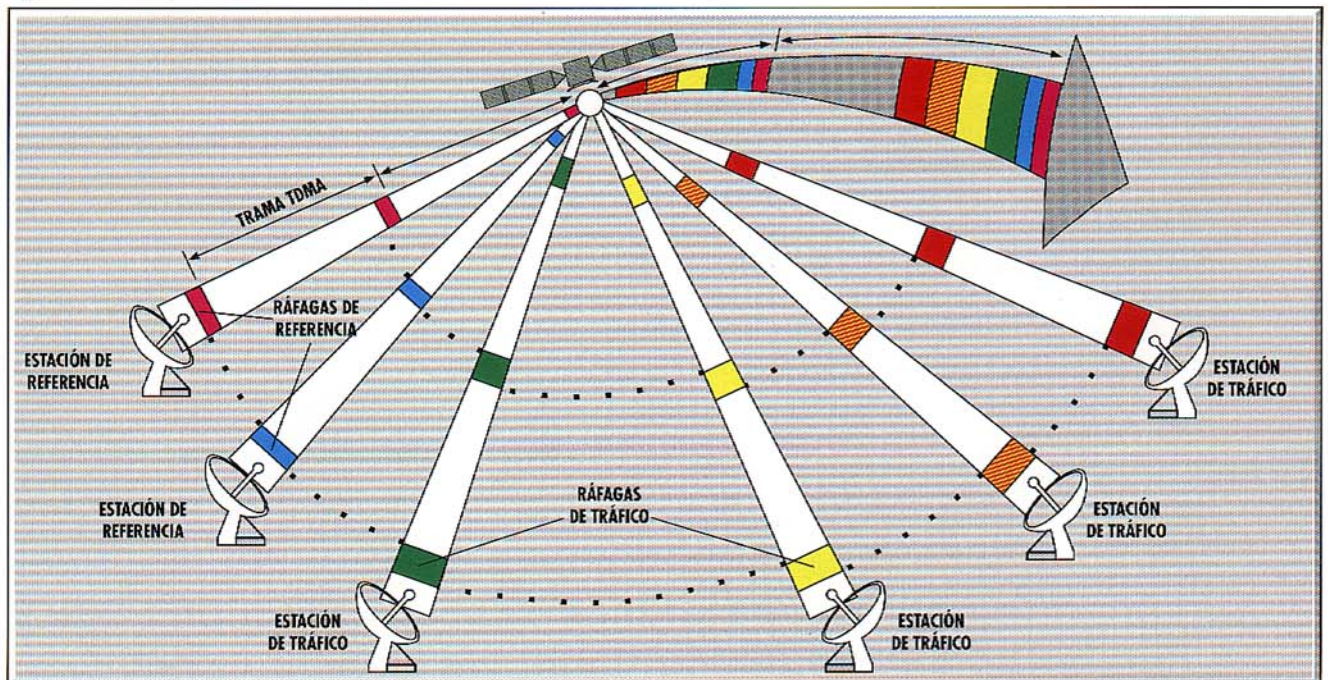 TRAMA TDMA
RÁFAGAS DE
REFERENCIA
ESTACIÓN DE
REFERENCIA
ESTACIÓN
DE TRÁFICO
ESTACIÓN DE
REFERENCIA
RÁFAGAS
DE TRÁFICO
ESTACIÓN
DE TRÁFICO
ESTACIÓN
DE TRÁFICO
ESTACIÓN
DE TRÁFICO